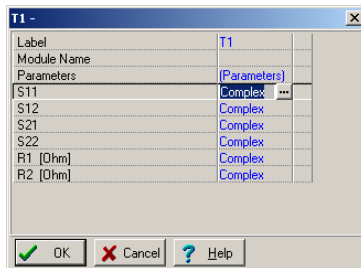 T1 -
Label T1
Module Name
Parameters (Parameters)
S11 Complex ...
S12 Complex
S21 Complex
S22 Complex
R1 [Ohm] Complex
R2 [Ohm] Complex
OK Cancel Help